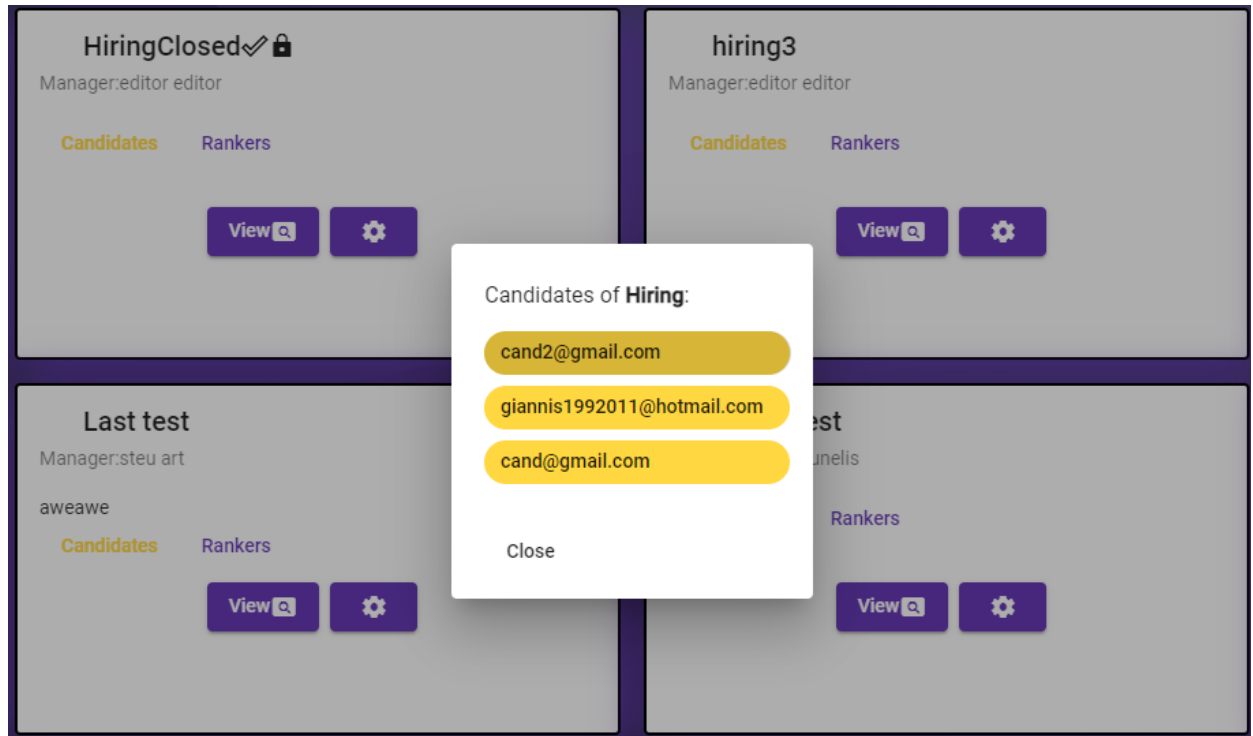 HiringClosed
Manager:editor editor
Candidates Rankers
View
hiring3
Manager:editor editor
Candidates Rankers
View
Candidates of Hiring:
cand2@gmail.com
giannis1992011@hotmail.com
cand@gmail.com
Close
Last test
Manager:steu art
aweawe
Candidates Rankers
View
Rankers
View